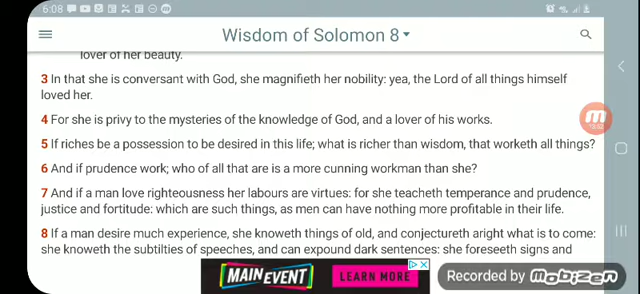 6:08
Wisdom of Solomon 8
lover of her beauty.
3 In that she is conversant with God, she magnifieth her nobility: yea, the Lord of all things himself
loved her.
4 For she is privy to the mysteries of the knowledge of God, and a lover of his works.
5 If riches be a possession to be desired in this life; what is richer than wisdom, that worketh all things?
6 And if prudence work; who of all that are is a more cunning workman than she?
7 And if a man love righteousness her labours are virtues: for she teacheth temperance and prudence,
justice and fortitude: which are such things, as men can have nothing more profitable in their life.
8 If a man desire much experience, she knoweth things of old, and conjectureth aright what is to come:
she knoweth the subtilties of speeches, and can expound dark sentences: she foreseeth signs and
MAIN EVENT
LEARN MORE
Recorded by mobizen